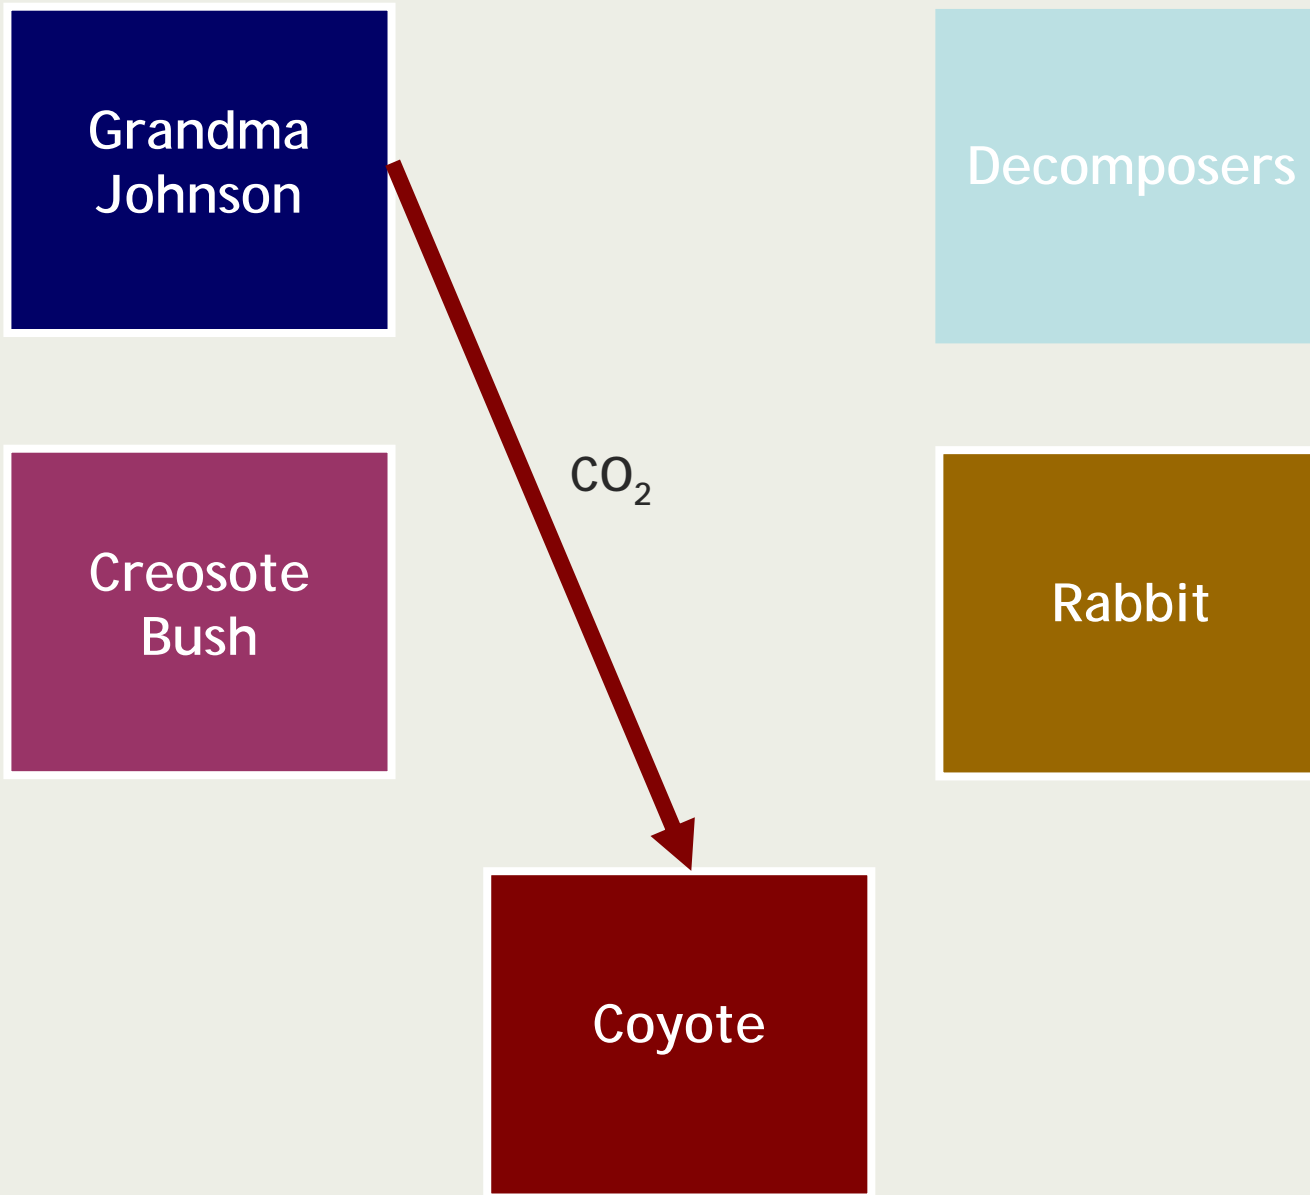 Grandma
Johnson
Decomposers
CO₂
Creosote
Bush
Rabbit
Coyote